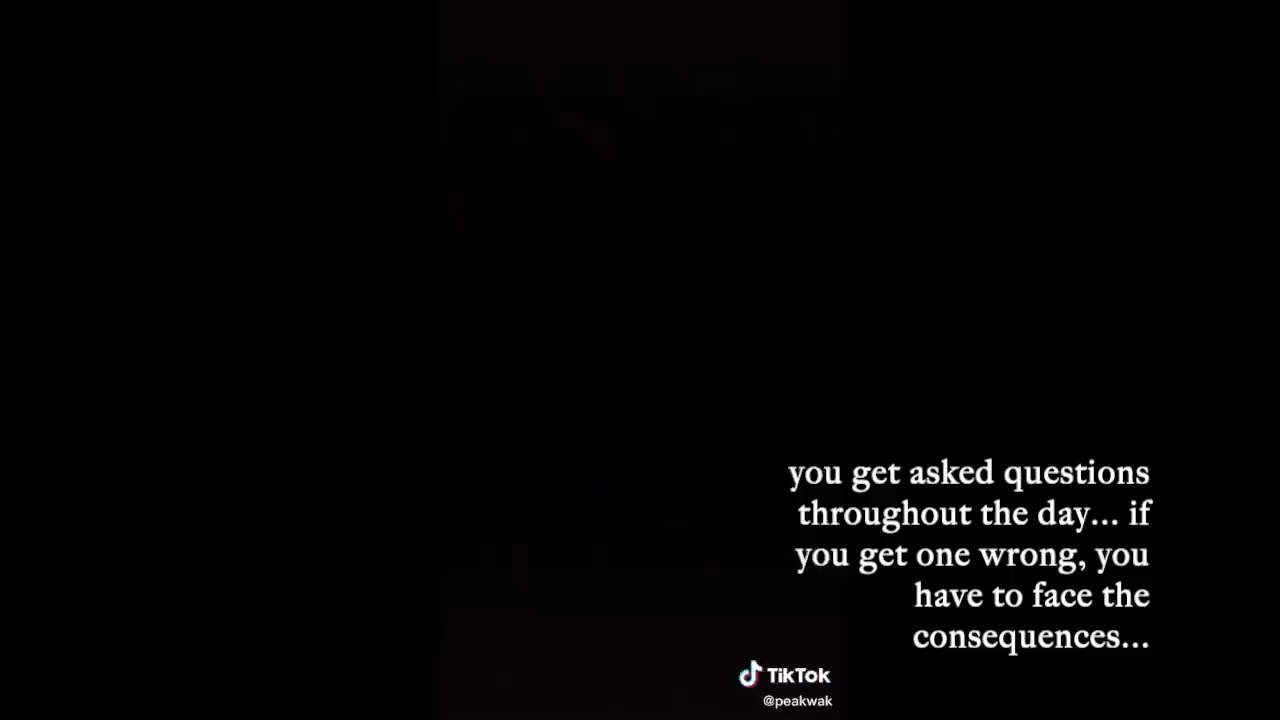 you get asked questions
throughout the day... if
you get one wrong, you
have to face the
consequences...
TikTok
@peakwak